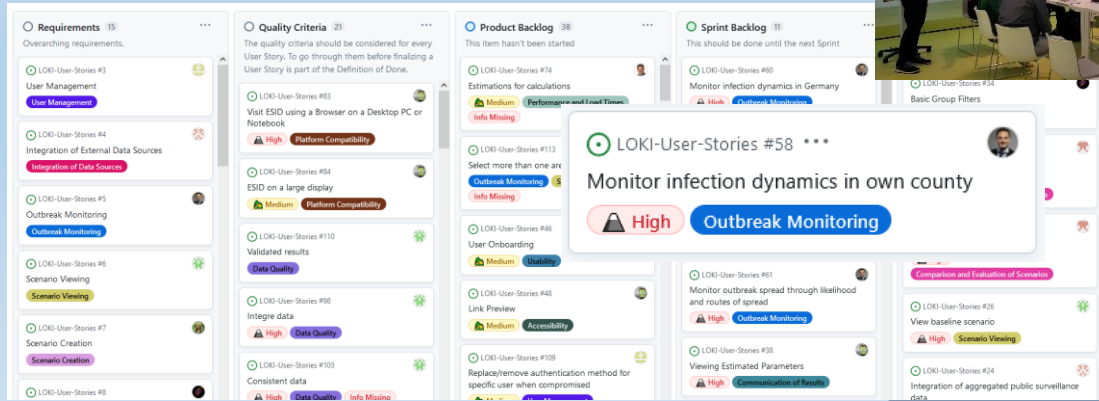 Requirements 15
Overarching requirements.
LOKI-User-Stories #3
User Management
User Management
LOKI-User-Stories #4
Integration of External Data Sources
Integration of Data Sources
LOKI-User-Stories #5
Outbreak Monitoring
Outbreak Monitoring
LOKI-User-Stories #6
Scenario Viewing
Scenario Viewing
LOKI-User-Stories #7
Scenario Creation
Scenario Creation
LOKI-User-Stories #8
Quality Criteria 21
The quality criteria should be considered for every
User Story. To go through them before finalizing a
User Story is part of the Definition of Done.
LOKI-User-Stories #83
Visit ESID using a Browser on a Desktop PC or
Notebook
High Platform Compatibility
LOKI-User-Stories #84
ESID on a large display
Medium Platform Compatibility
LOKI-User-Stories #110
Validated results
Data Quality
LOKI-User-Stories #98
Integre data
High Data Quality
LOKI-User-Stories #103
Consistent data
High Data Quality Info Missing
Product Backlog 38
This item hasn't been started
LOKI-User-Stories #74
Estimations for calculations
Medium Performance and Load Times
Info Missing
LOKI-User-Stories #113
Select more than one are
Outbreak Monitoring S
Info Missing
LOKI-User-Stories #46
User Onboarding
Medium Usability
LOKI-User-Stories #48
Link Preview
Medium Accessibility
LOKI-User-Stories #109
Replace/remove authentication method for
specific user when compromised
Medium User Management
Sprint Backlog 11
This should be done until the next Sprint
LOKI-User-Stories #60
Monitor infection dynamics in Germany
High Outbreak Monitoring
LOKI-User-Stories #58
Monitor infection dynamics in own county
High Outbreak Monitoring
LOKI-User-Stories #61
Monitor outbreak spread through likelihood
and routes of spread
High Outbreak Monitoring
LOKI-User-Stories #38
Viewing Estimated Parameters
High Communication of Results
LOKI-User-Stories #34
Basic Group Filters
Comparison and Evaluation of Scenarios
LOKI-User-Stories #26
View baseline scenario
High Scenario Viewing
LOKI-User-Stories #24
Integration of aggregated public surveillance
data